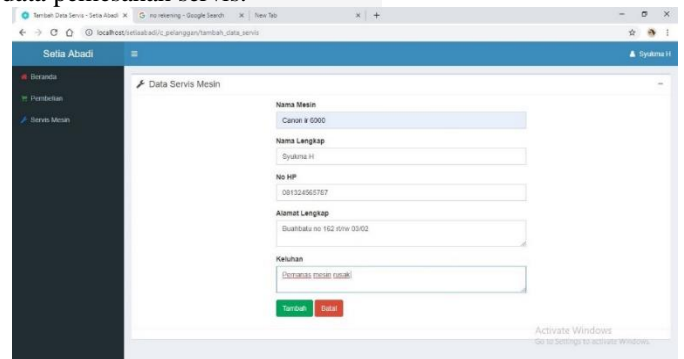 data pemesanan servis.
Tambah Data Servis - Setia Abadi
no rekening - Google Search
New Tab
localhost/setiaabadi/c_pelanggan/tambah_data_servis
Setia Abadi
Syukma H
Beranda
Pembelian
Servis Mesin
Data Servis Mesin
Nama Mesin
Canon ir 6000
Nama Lengkap
Syukma H
No HP
081324565787
Alamat Lengkap
Buahbatu no 162 rt/rw 03/02
Keluhan
Pemanas mesin rusak
Tambah Batal
Activate Windows
Go to Settings to activate Windows.